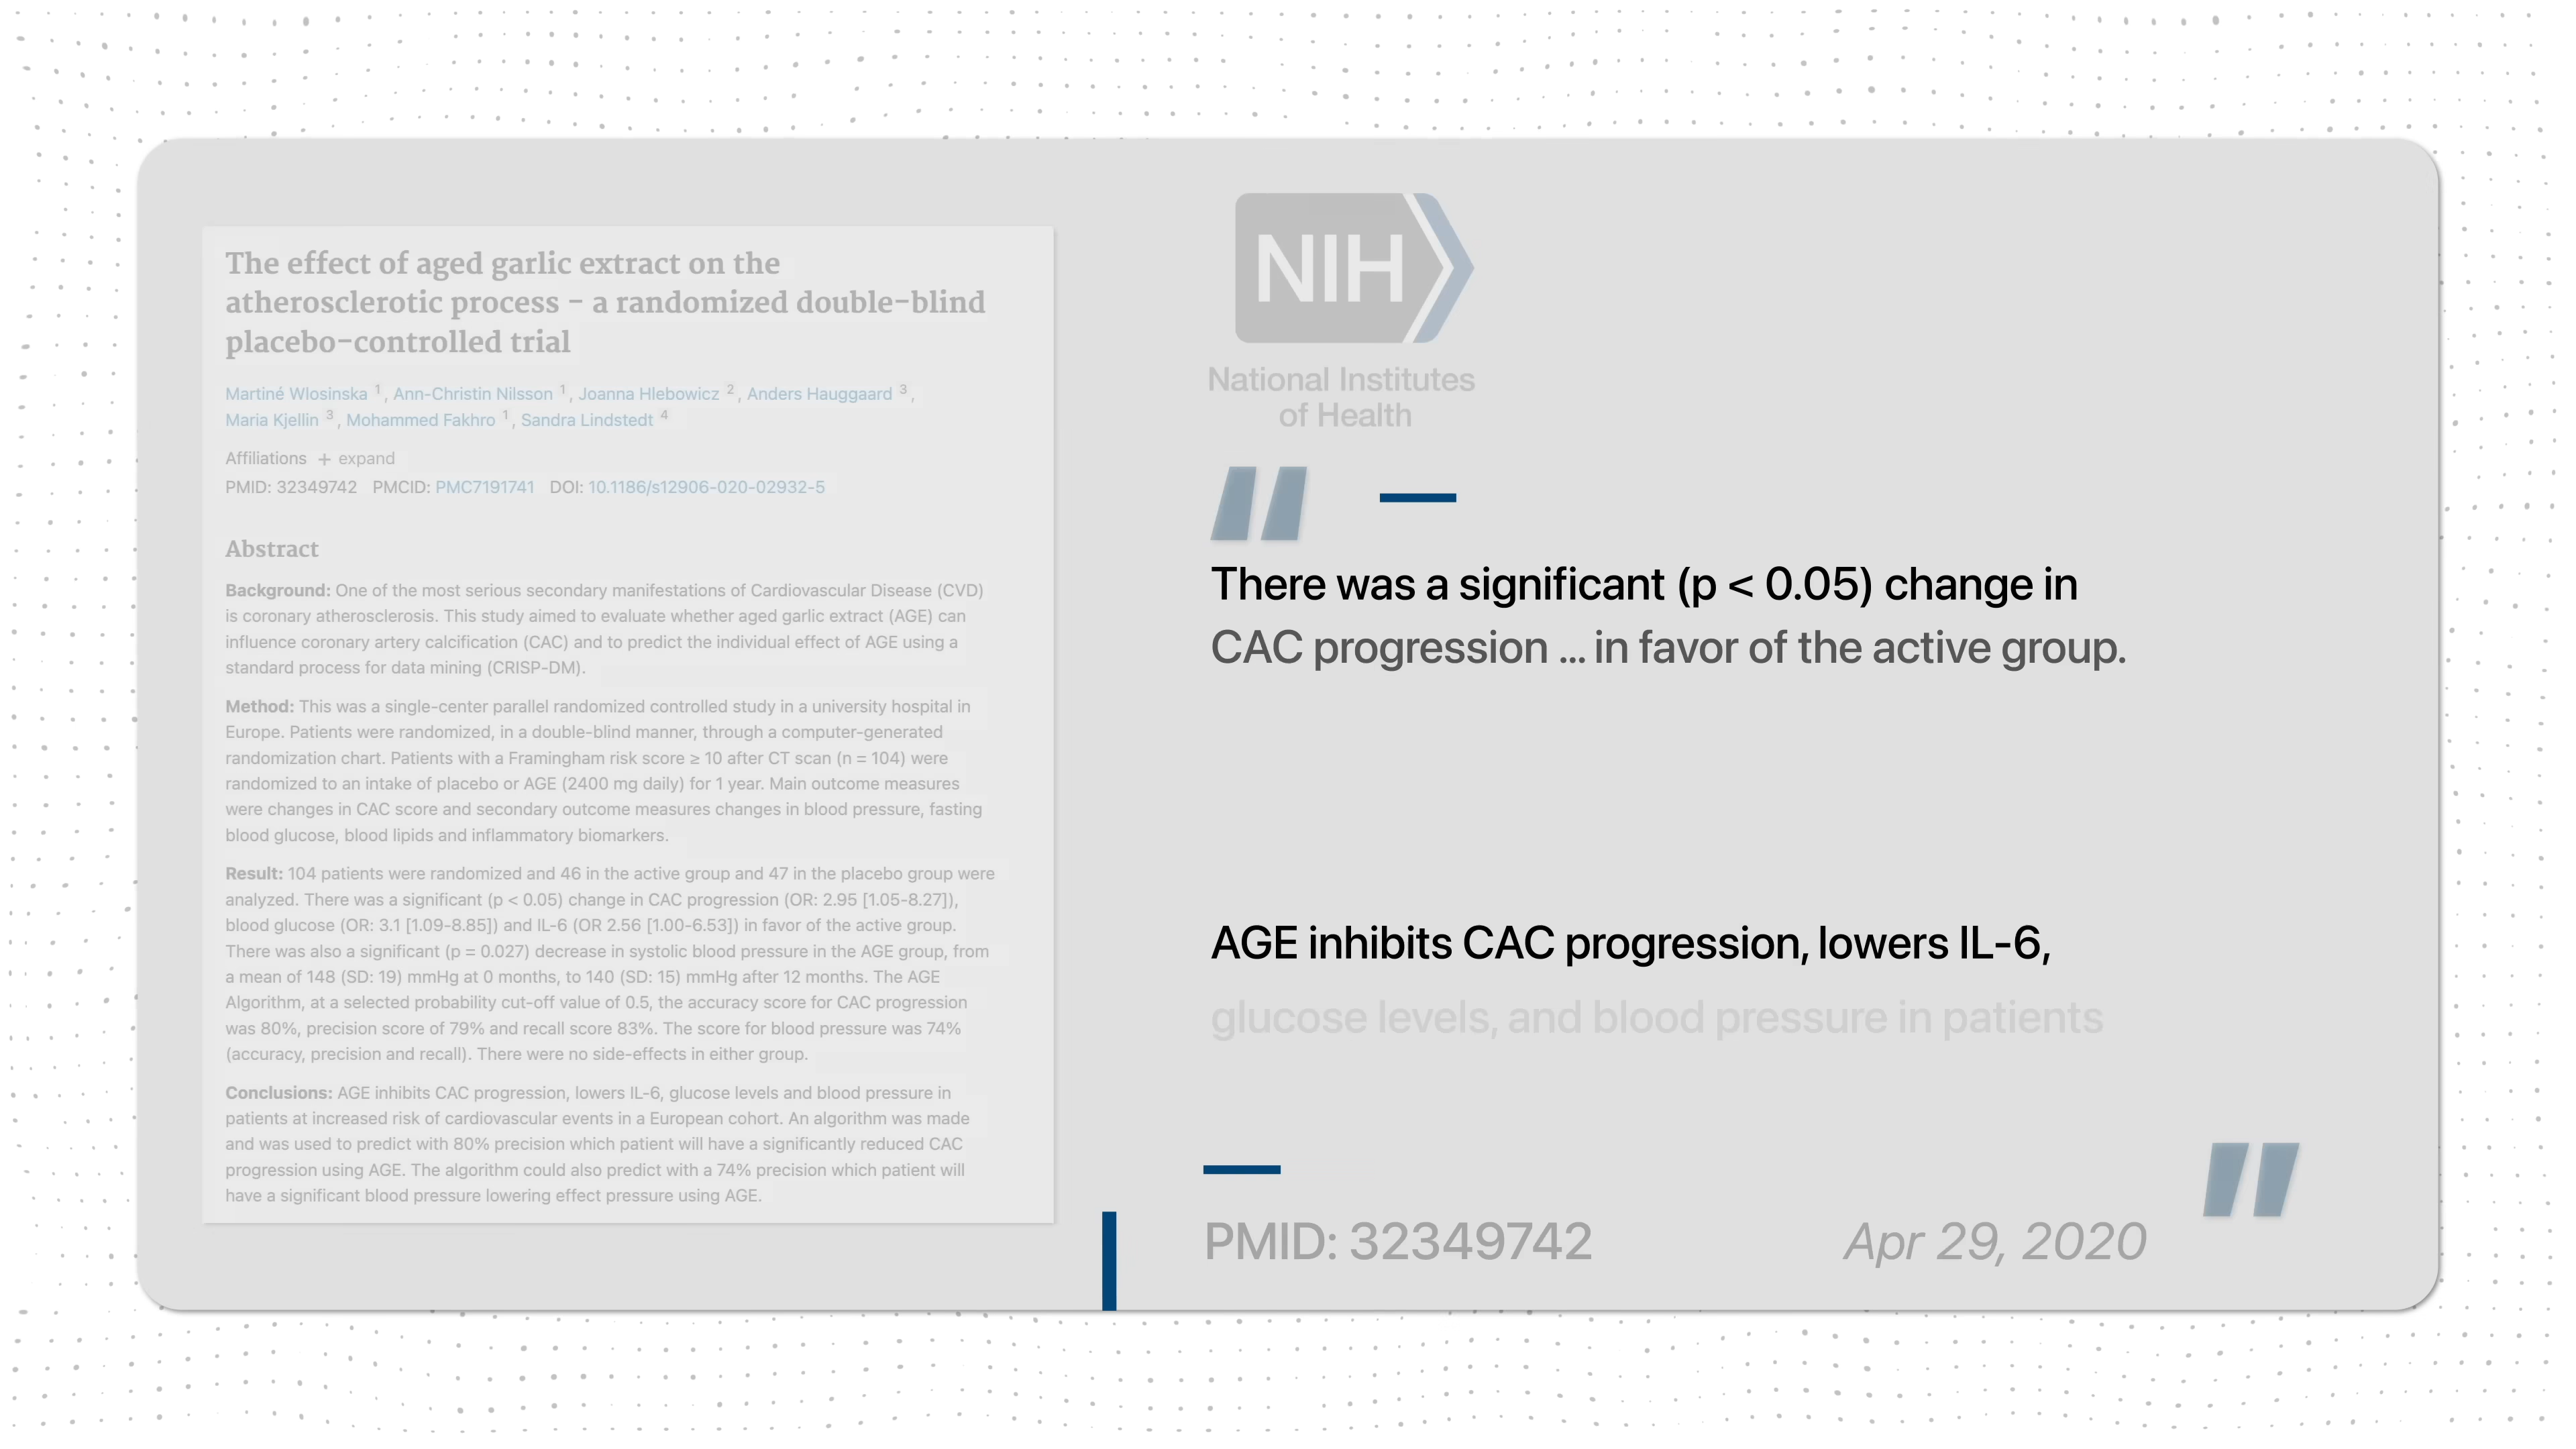 The effect of aged garlic extract on the
atherosclerotic process – a randomized double-blind
placebo-controlled trial
Martiné Wlosinska 1, Ann-Christin Nilsson 1, Joanna Hlebowicz 2, Anders Hauggaard 3,
Maria Kjellin 3, Mohammed Fakhro 1, Sandra Lindstedt 4
Affiliations + expand
PMID: 32349742 PMCID: PMC7191741 DOI: 10.1186/s12906-020-02932-5
Abstract
Background: One of the most serious secondary manifestations of Cardiovascular Disease (CVD)
is coronary atherosclerosis. This study aimed to evaluate whether aged garlic extract (AGE) can
influence coronary artery calcification (CAC) and to predict the individual effect of AGE using a
standard process for data mining (CRISP-DM).
Method: This was a single-center parallel randomized controlled study in a university hospital in
Europe. Patients were randomized, in a double-blind manner, through a computer-generated
randomization chart. Patients with a Framingham risk score ≥ 10 after CT scan (n = 104) were
randomized to an intake of placebo or AGE (2400 mg daily) for 1 year. Main outcome measures
were changes in CAC score and secondary outcome measures changes in blood pressure, fasting
blood glucose, blood lipids and inflammatory biomarkers.
Result: 104 patients were randomized and 46 in the active group and 47 in the placebo group were
analyzed. There was a significant (p < 0.05) change in CAC progression (OR: 2.95 [1.05-8.27]),
blood glucose (OR: 3.1 [1.09-8.85]) and IL-6 (OR 2.56 [1.00-6.53]) in favor of the active group.
There was also a significant (p = 0.027) decrease in systolic blood pressure in the AGE group, from
a mean of 148 (SD: 19) mmHg at 0 months, to 140 (SD: 15) mmHg after 12 months. The AGE
Algorithm, at a selected probability cut-off value of 0.5, the accuracy score for CAC progression
was 80%, precision score of 79% and recall score 83%. The score for blood pressure was 74%
(accuracy, precision and recall). There were no side-effects in either group.
Conclusions: AGE inhibits CAC progression, lowers IL-6, glucose levels and blood pressure in
patients at increased risk of cardiovascular events in a European cohort. An algorithm was made
and was used to predict with 80% precision which patient will have a significantly reduced CAC
progression using AGE. The algorithm could also predict with a 74% precision which patient will
have a significant blood pressure lowering effect pressure using AGE.
NIH
National Institutes
of Health
"
There was a significant (p < 0.05) change in
CAC progression ... in favor of the active group.
AGE inhibits CAC progression, lowers IL-6,
glucose levels, and blood pressure in patients
"
PMID: 32349742 Apr 29, 2020